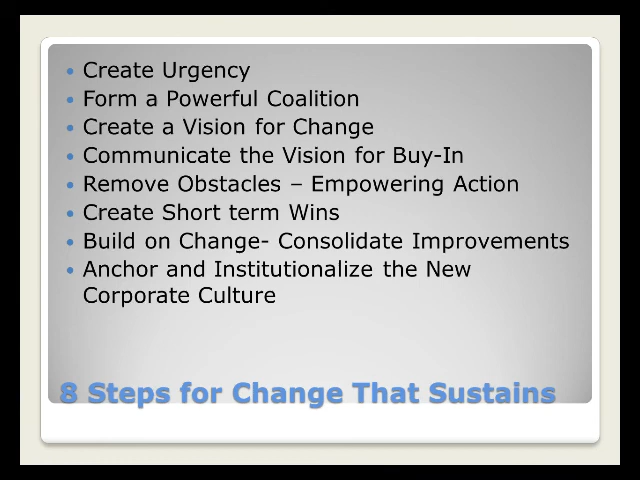 Create Urgency
Form a Powerful Coalition
Create a Vision for Change
Communicate the Vision for Buy-In
Remove Obstacles – Empowering Action
Create Short term Wins
Build on Change- Consolidate Improvements
Anchor and Institutionalize the New
Corporate Culture
8 Steps for Change That Sustains